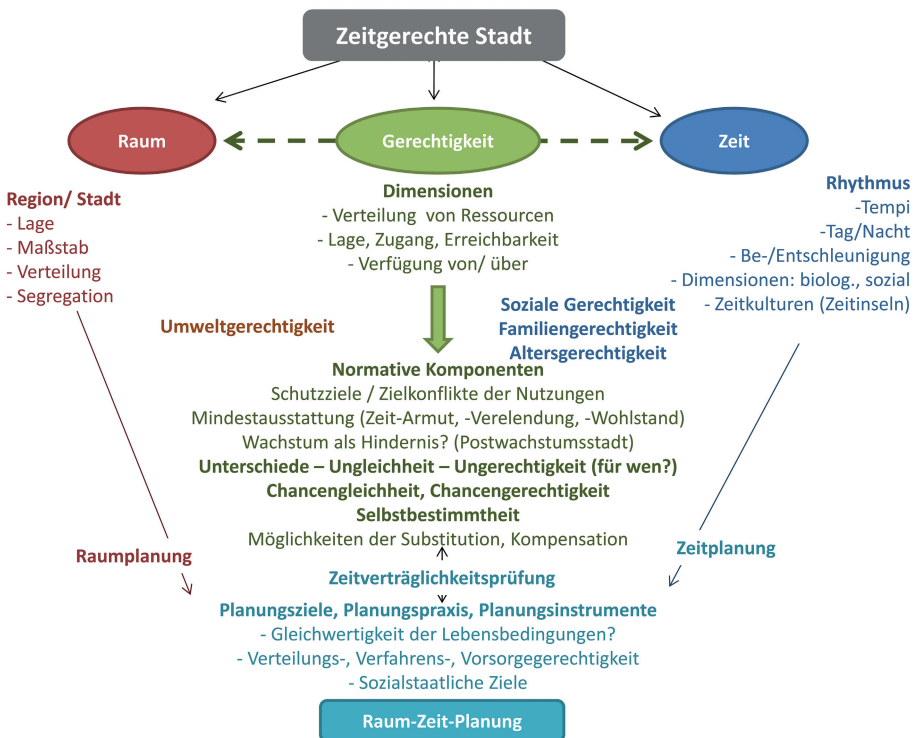 Zeitgerechte Stadt
Raum
Gerechtigkeit
Zeit
Region/ Stadt
- Lage
- Maßstab
- Verteilung
- Segregation
Dimensionen
- Verteilung von Ressourcen
- Lage, Zugang, Erreichbarkeit
- Verfügung von/ über
Rhythmus
-Tempi
-Tag/Nacht
- Be-/Entschleunigung
- Dimensionen: biolog., sozial
- Zeitkulturen (Zeitinseln)
Umweltgerechtigkeit
Soziale Gerechtigkeit
Familiengerechtigkeit
Altersgerechtigkeit
Normative Komponenten
Schutzziele / Zielkonflikte der Nutzungen
Mindestausstattung (Zeit-Armut, -Verelendung, -Wohlstand)
Wachstum als Hindernis? (Postwachstumsstadt)
Unterschiede – Ungleichheit – Ungerechtigkeit (für wen?)
Chancengleichheit, Chancengerechtigkeit
Selbstbestimmtheit
Möglichkeiten der Substitution, Kompensation
Raumplanung
Zeitplanung
Zeitverträglichkeitsprüfung
Planungsziele, Planungspraxis, Planungsinstrumente
- Gleichwertigkeit der Lebensbedingungen?
- Verteilungs-, Verfahrens-, Vorsorgegerechtigkeit
- Sozialstaatliche Ziele
Raum-Zeit-Planung